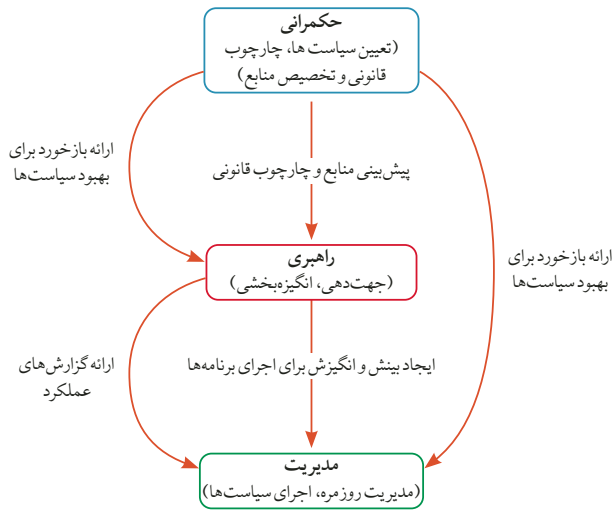 حکمرانی
(تعیین سیاست ها، چارچوب
قانونی و تخصیص منابع)
ارائه بازخورد برای
بهبود سیاست‌ها
پیش‌بینی منابع و چارچوب قانونی
ارائه بازخورد برای
بهبود سیاست‌ها
راهبری
(جهت‌دهی، انگیزه‌بخشی)
ایجاد بینش و انگیزش برای اجرای برنامه‌ها
ارائه گزارش‌های
عملکرد
مدیریت
(مدیریت روزمره، اجرای سیاست‌ها)